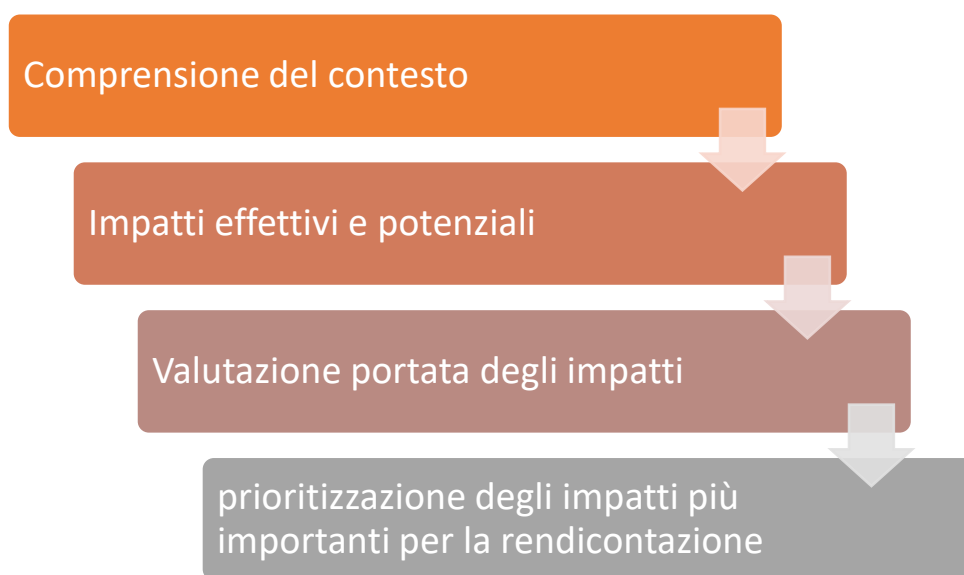 Comprensione del contesto
Impatti effettivi e potenziali
Valutazione portata degli impatti
prioritizzazione degli impatti più
importanti per la rendicontazione